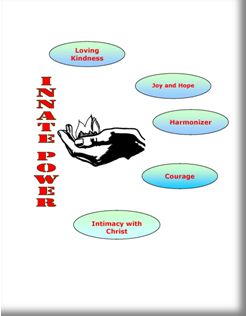 Loving
Kindness
Joy and Hope
Harmonizer
INNATE POWER
Courage
Intimacy with
Christ